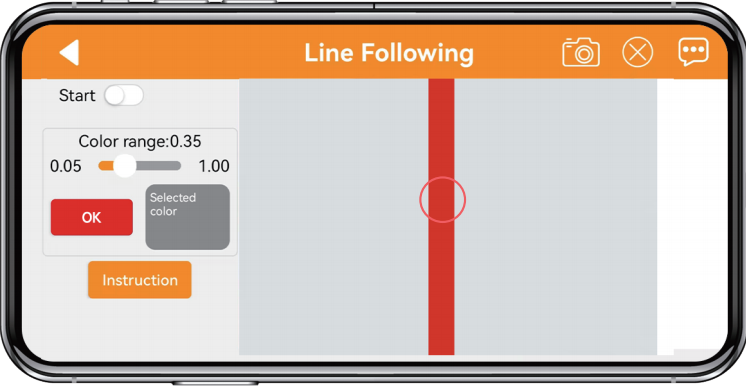 Line Following
Start
Color range:0.35
0.05 1.00
OK
Selected
color
Instruction